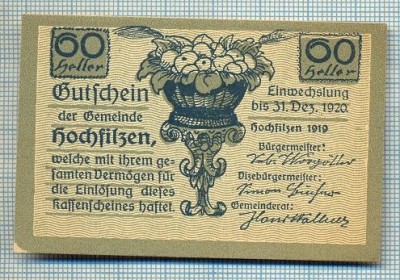 60 Heller
60 Heller
Gutschein
der Gemeinde
Hochfilzen,
welche mit ihrem ge-
samten Vermögen für
die Einlösung dieses
Kassenscheines haftet.
Einwechslung
bis 31. Dez. 1920.
Hochfilzen 1919
Bürgermeister:
Vizebürgermeister:
Simon
Gemeinderat: